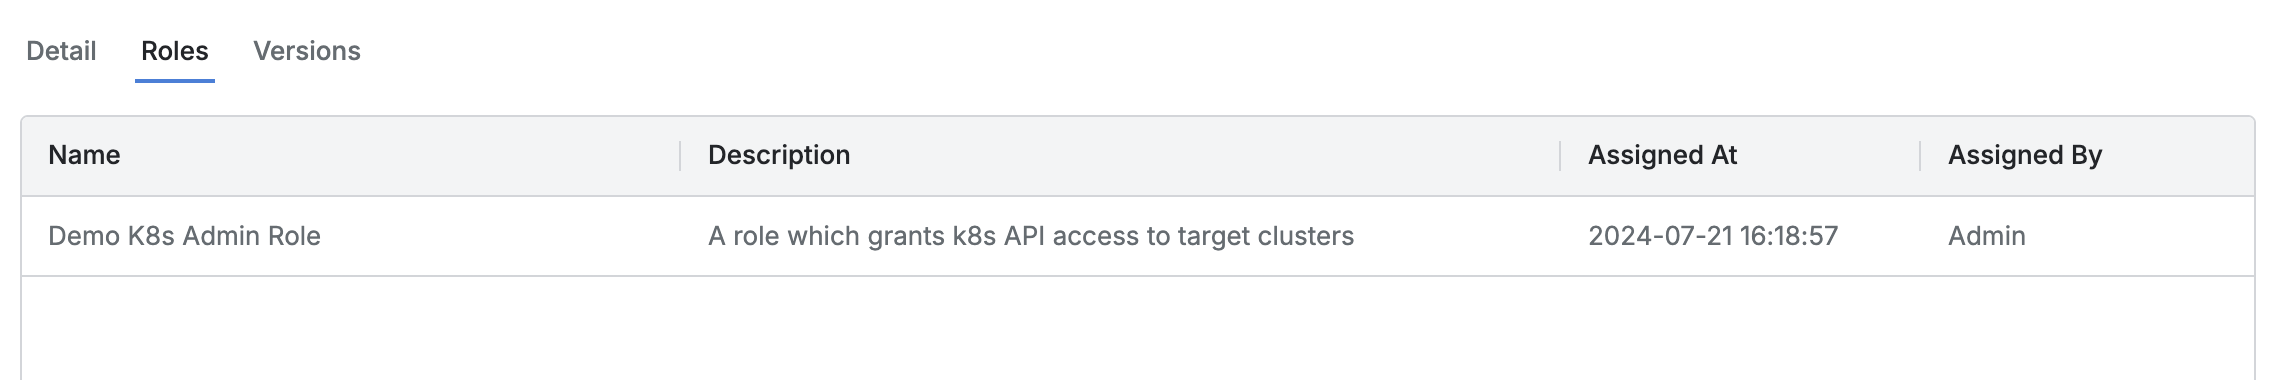 Detail Roles Versions
Name Description Assigned At Assigned By
Demo K8s Admin Role A role which grants k8s API access to target clusters 2024-07-21 16:18:57 Admin